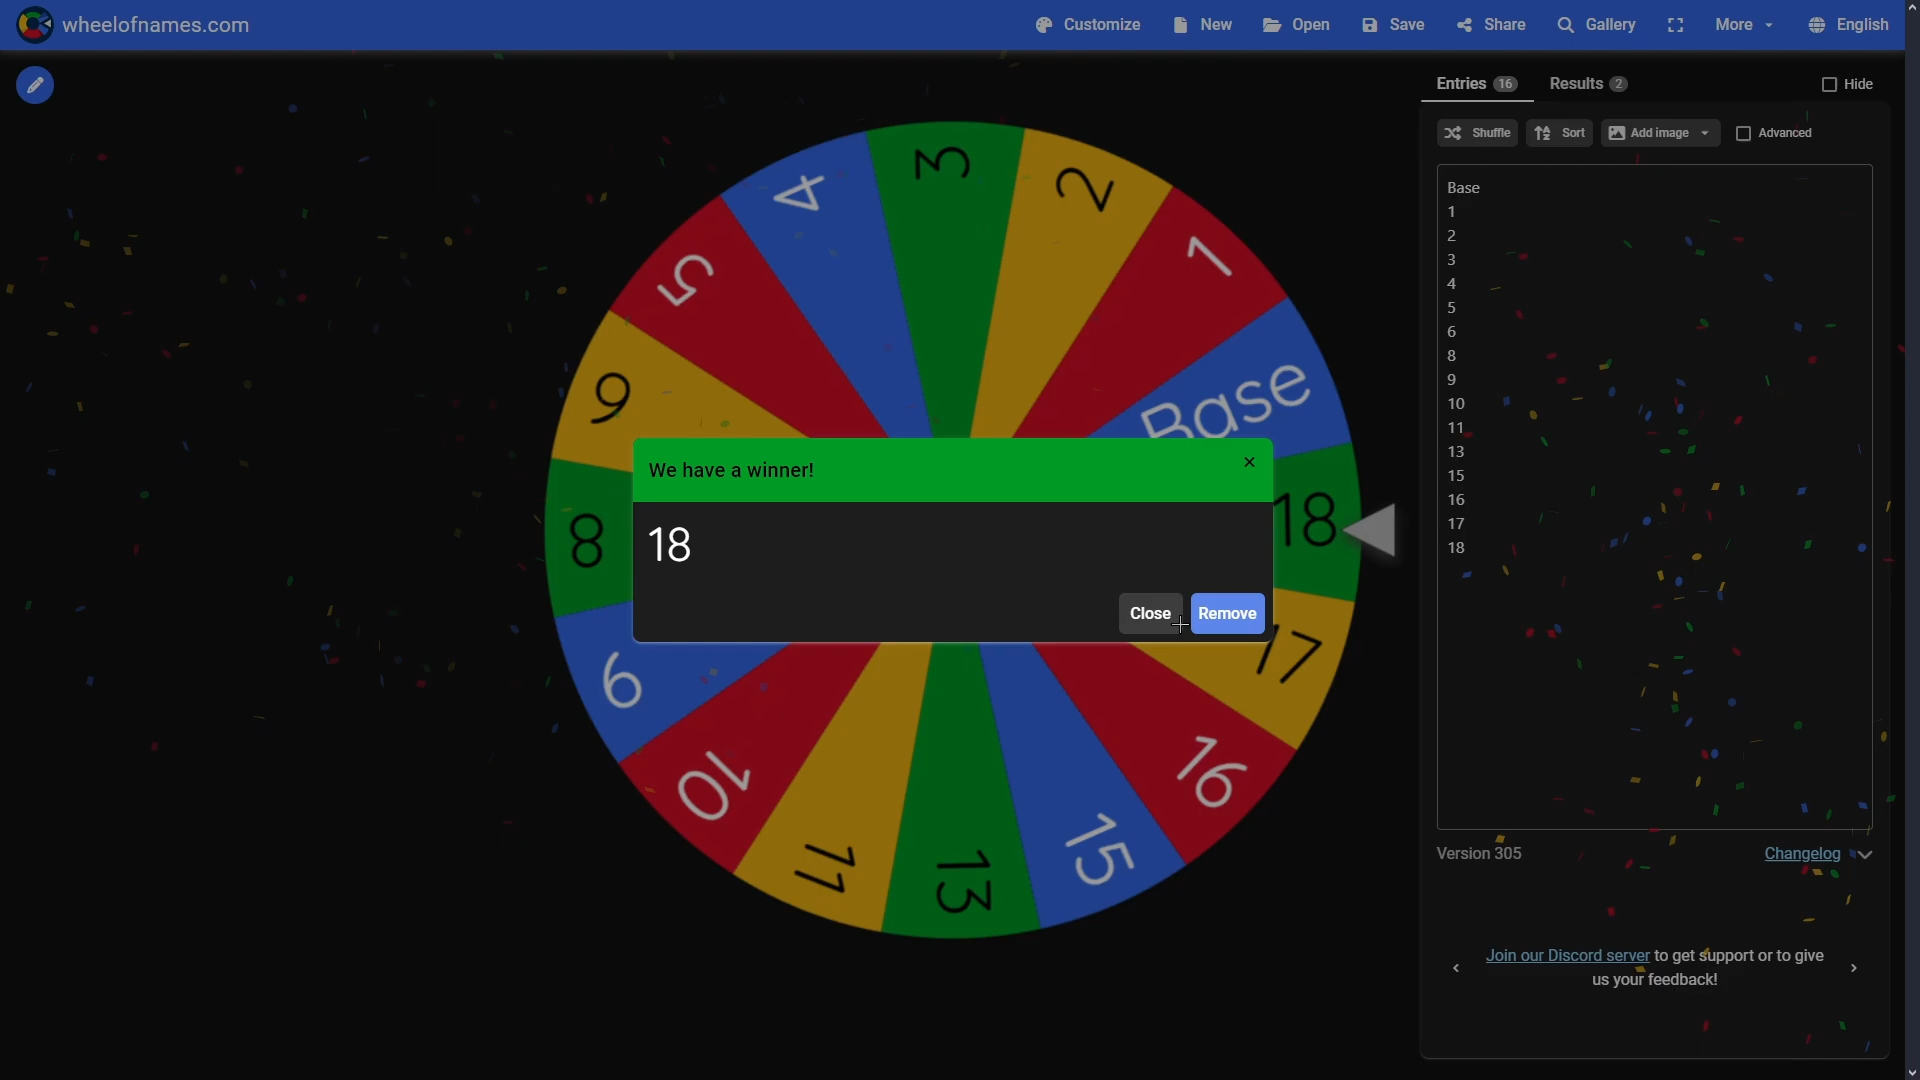 wheelofnames.com
Customize
New
Open
Save
Share
Gallery
More
English
Entries 16
Results 2
Hide
Shuffle
Sort
Add image
Advanced
Base
1
2
3
4
5
6
8
9
10
11
13
15
16
17
18
Version 305
Changelog
Join our Discord server to get support or to give
us your feedback!
3
2
1
Base
18
17
16
15
13
11
10
9
8
6
5
4
We have a winner!
18
Close
Remove